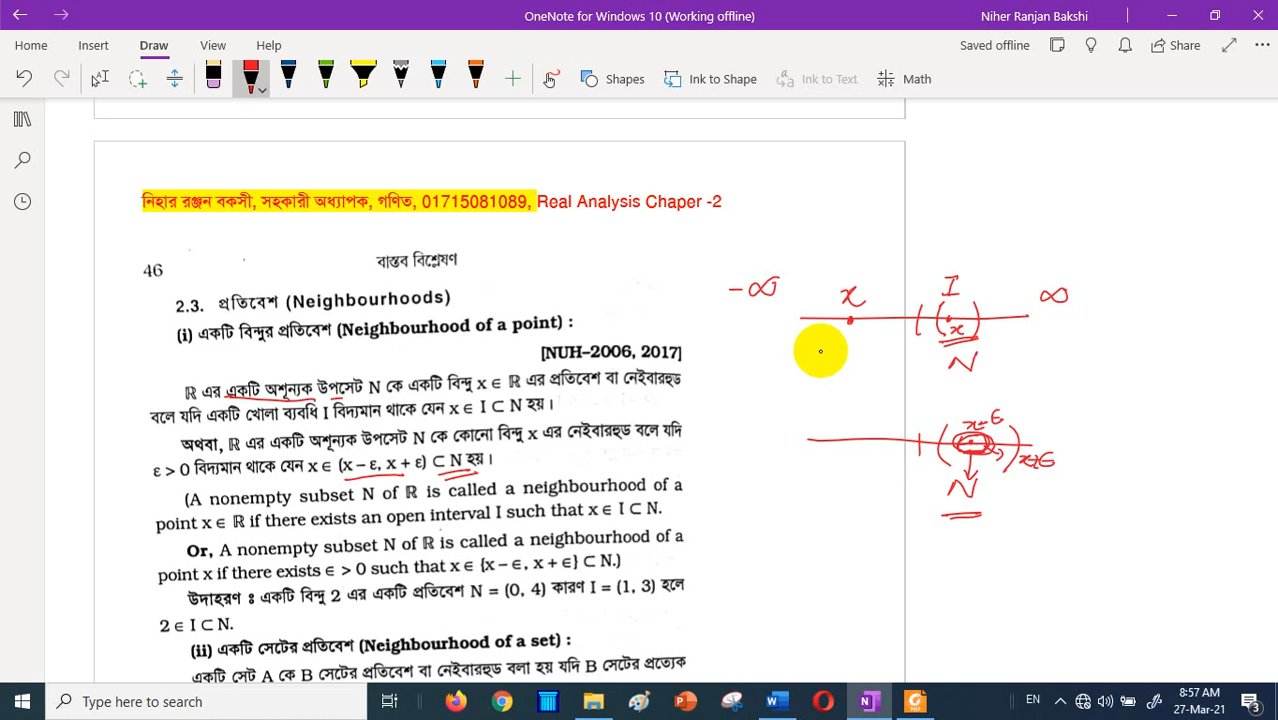 OneNote for Windows 10 (Working offline)
Niher Ranjan Bakshi
Home Insert Draw View Help
Saved offline
Share
Shapes
Ink to Shape
Ink to Text
Math
নিহার রঞ্জন বকসী, সহকারী অধ্যাপক, গণিত, 01715081089, Real Analysis Chaper -2
46
বাস্তব বিশ্লেষণ
2.3. প্রতিবেশ (Neighbourhoods)
(i) একটি বিন্দুর প্রতিবেশ (Neighbourhood of a point) :
[NUH–2006, 2017]
ℝ এর একটি অশূন্যক উপসেট N কে একটি বিন্দু x ∈ ℝ এর প্রতিবেশ বা নেইবারহুড
বলে যদি একটি খোলা ব্যবধি I বিদ্যমান থাকে যেন x ∈ I ⊂ N হয়।
অথবা, ℝ এর একটি অশূন্যক উপসেট N কে কোনো বিন্দু x এর নেইবারহুড বলে যদি
ε > 0 বিদ্যমান থাকে যেন x ∈ (x – ε, x + ε) ⊂ N হয়।
(A nonempty subset N of ℝ is called a neighbourhood of a
point x ∈ ℝ if there exists an open interval I such that x ∈ I ⊂ N.
Or, A nonempty subset N of ℝ is called a neighbourhood of a
point x if there exists ∈ > 0 such that x ∈ {x – ∈, x + ∈} ⊂ N.)
উদাহরণ : একটি বিন্দু 2 এর একটি প্রতিবেশ N = (0, 4) কারণ I = (1, 3) হলে
2 ∈ I ⊂ N.
(ii) একটি সেটের প্রতিবেশ (Neighbourhood of a set) :
একটি সেট A কে B সেটের প্রতিবেশ বা নেইবারহুড বলা হয় যদি B সেটের প্রত্যেক
-∞ x I ∞
x
N
x-ϵ
x+ϵ
N
Type here to search
EN
8:57 AM
27-Mar-21
3